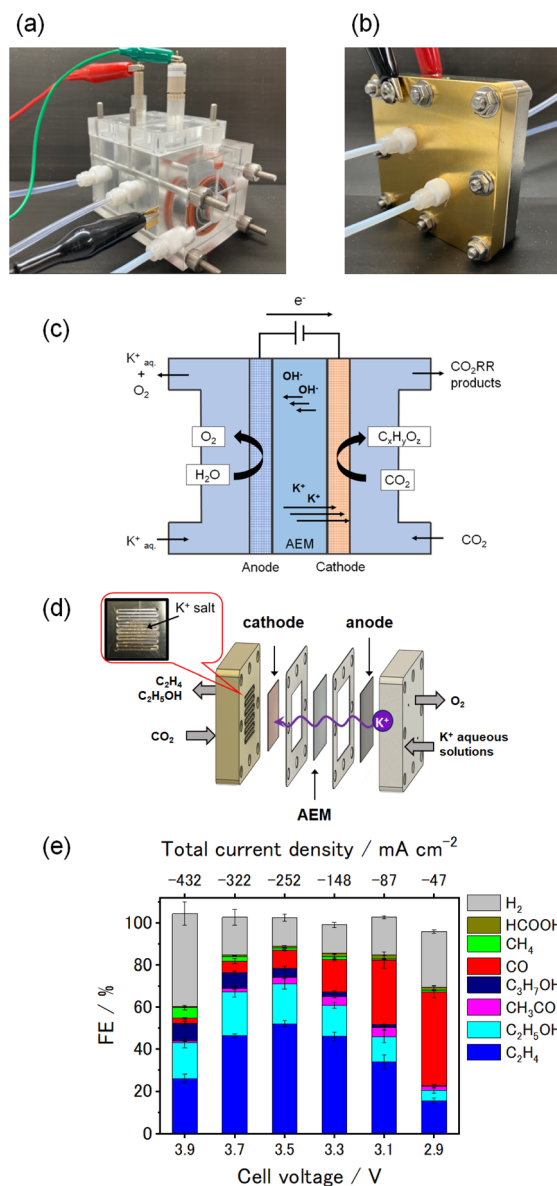 (a)
(b)
(c)
e-
K+ aq.
+
O2
CO2RR
products
OH-
OH-
O2
CxHyOz
H2O
CO2
K+
K+
K+ aq.
AEM
CO2
Anode
Cathode
(d)
K+ salt
cathode
anode
C2H4
C2H5OH
O2
K+
CO2
K+ aqueous
solutions
AEM
(e)
Total current density / mA cm−2
−432 −322 −252 −148 −87 −47
H2
HCOOH
CH4
CO
C3H7OH
CH3CO
C2H5OH
C2H4
FE / %
100
80
60
40
20
0
3.9 3.7 3.5 3.3 3.1 2.9
Cell voltage / V